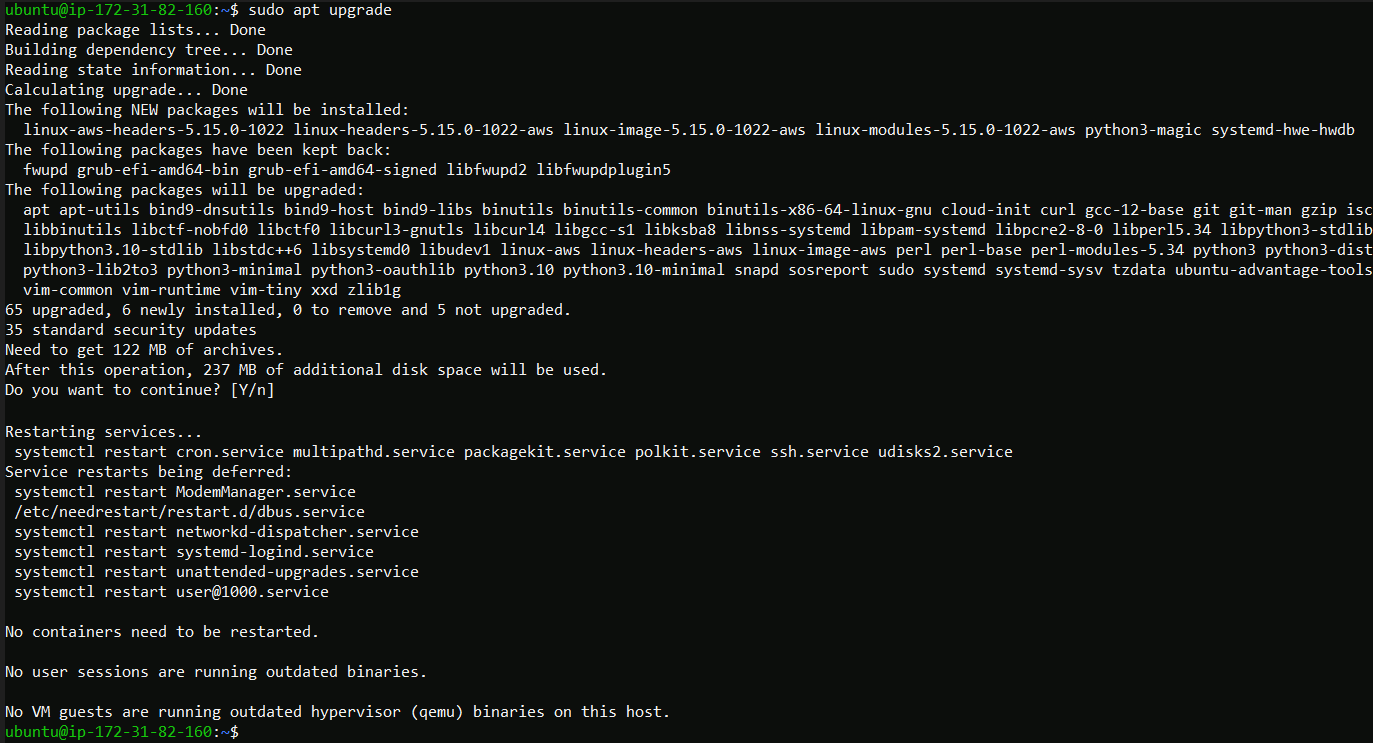 ubuntu@ip-172-31-82-160:~$ sudo apt upgrade
Reading package lists... Done
Building dependency tree... Done
Reading state information... Done
Calculating upgrade... Done
The following NEW packages will be installed:
  linux-aws-headers-5.15.0-1022 linux-headers-5.15.0-1022-aws linux-image-5.15.0-1022-aws linux-modules-5.15.0-1022-aws python3-magic systemd-hwe-hwdb
The following packages have been kept back:
  fwupd grub-efi-amd64-bin grub-efi-amd64-signed libfwupd2 libfwupdplugin5
The following packages will be upgraded:
  apt apt-utils bind9-dnsutils bind9-host bind9-libs binutils binutils-common binutils-x86-64-linux-gnu cloud-init curl gcc-12-base git git-man gzip isc
  libbinutils libctf-nobfd0 libctf0 libcurl3-gnutls libcurl4 libgcc-s1 libksba8 libnss-systemd libpam-systemd libpcre2-8-0 libperl5.34 libpython3-stdlib
  libpython3.10-stdlib libstdc++6 libsystemd0 libudev1 linux-aws linux-headers-aws linux-image-aws perl perl-base perl-modules-5.34 python3 python3-dist
  python3-lib2to3 python3-minimal python3-oauthlib python3.10 python3.10-minimal snapd sosreport sudo systemd systemd-sysv tzdata ubuntu-advantage-tools
  vim-common vim-runtime vim-tiny xxd zlib1g
65 upgraded, 6 newly installed, 0 to remove and 5 not upgraded.
35 standard security updates
Need to get 122 MB of archives.
After this operation, 237 MB of additional disk space will be used.
Do you want to continue? [Y/n]
Restarting services...
 systemctl restart cron.service multipathd.service packagekit.service polkit.service ssh.service udisks2.service
Service restarts being deferred:
 systemctl restart ModemManager.service
 /etc/needrestart/restart.d/dbus.service
 systemctl restart networkd-dispatcher.service
 systemctl restart systemd-logind.service
 systemctl restart unattended-upgrades.service
 systemctl restart user@1000.service
No containers need to be restarted.
No user sessions are running outdated binaries.
No VM guests are running outdated hypervisor (qemu) binaries on this host.
ubuntu@ip-172-31-82-160:~$